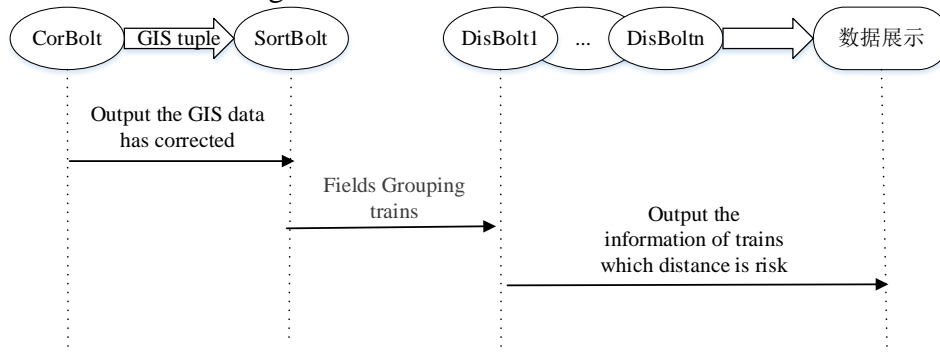 CorBolt
GIS tuple
SortBolt
DisBolt1
...
DisBoltn
数据展示
Output the GIS data
has corrected
Fields Grouping
trains
Output the
information of trains
which distance is risk